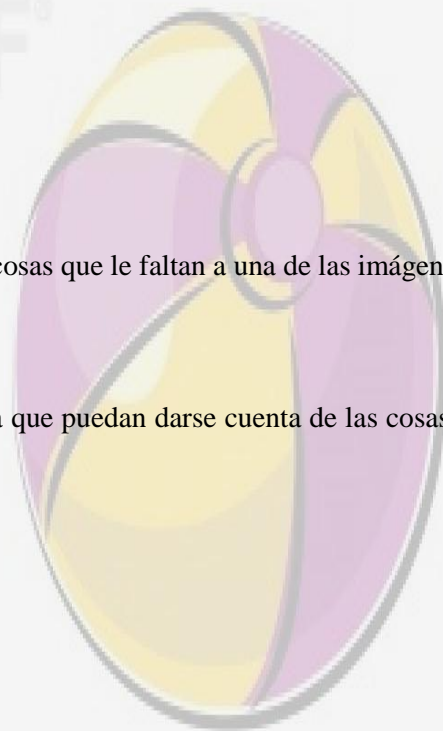 cosas que le faltan a una de las imágen
que puedan darse cuenta de las cosas